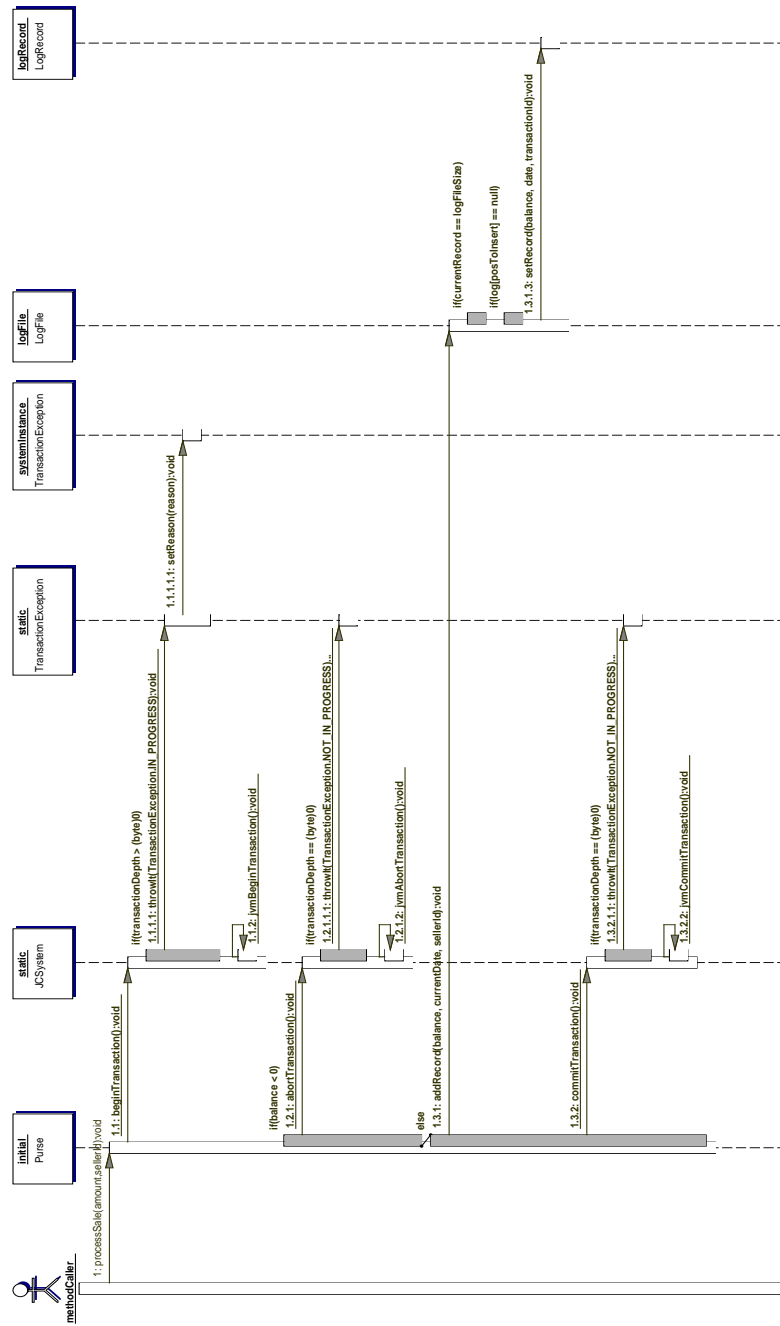 methodCaller
initial
Purse
static
JCSystem
static
TransactionException
systemInstance
TransactionException
logFile
LogFile
logRecord
LogRecord
1: processSale(amount,sellerId):void
1.1: beginTransaction():void
if(transactionDepth > (byte)0)
1.1.1.1: throwIt(TransactionException.IN_PROGRESS):void
1.1.1.1.1: setReason(reason):void
1.1.2: jvmBeginTransaction():void
if(balance < 0)
1.2.1: abortTransaction():void
if(transactionDepth == (byte)0)
1.2.1.1.1: throwIt(TransactionException.NOT_IN_PROGRESS)...
1.2.1.2: jvmAbortTransaction():void
else
1.3.1: addRecord(balance, currentDate, sellerId):void
if(currentRecord == logFileSize)
if(log[posToInsert] == null)
1.3.1.3: setRecord(balance, date, transactionId):void
1.3.2: commitTransaction():void
if(transactionDepth == (byte)0)
1.3.2.1.1: throwIt(TransactionException.NOT_IN_PROGRESS)...
1.3.2.2: jvmCommitTransaction():void